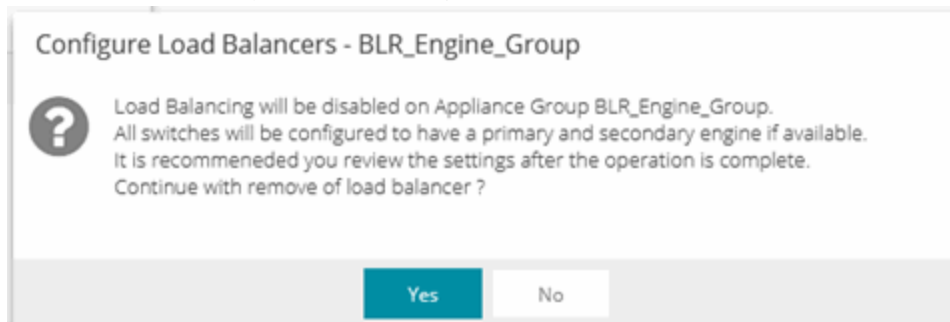 Configure Load Balancers - BLR_Engine_Group
Load Balancing will be disabled on Appliance Group BLR_Engine_Group.
All switches will be configured to have a primary and secondary engine if available.
It is recommeneded you review the settings after the operation is complete.
Continue with remove of load balancer ?
Yes
No